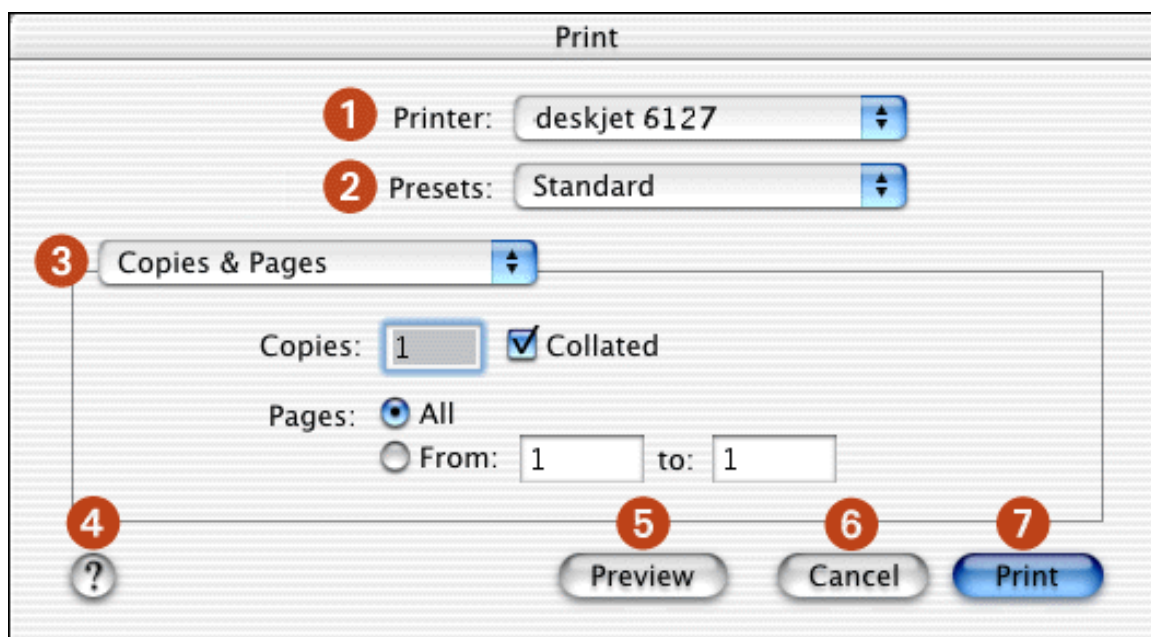 Print
1 Printer: deskjet 6127
2 Presets: Standard
3 Copies & Pages
Copies: 1 Collated
Pages: All
From: 1 to: 1
4 5 6 7
? Preview Cancel Print